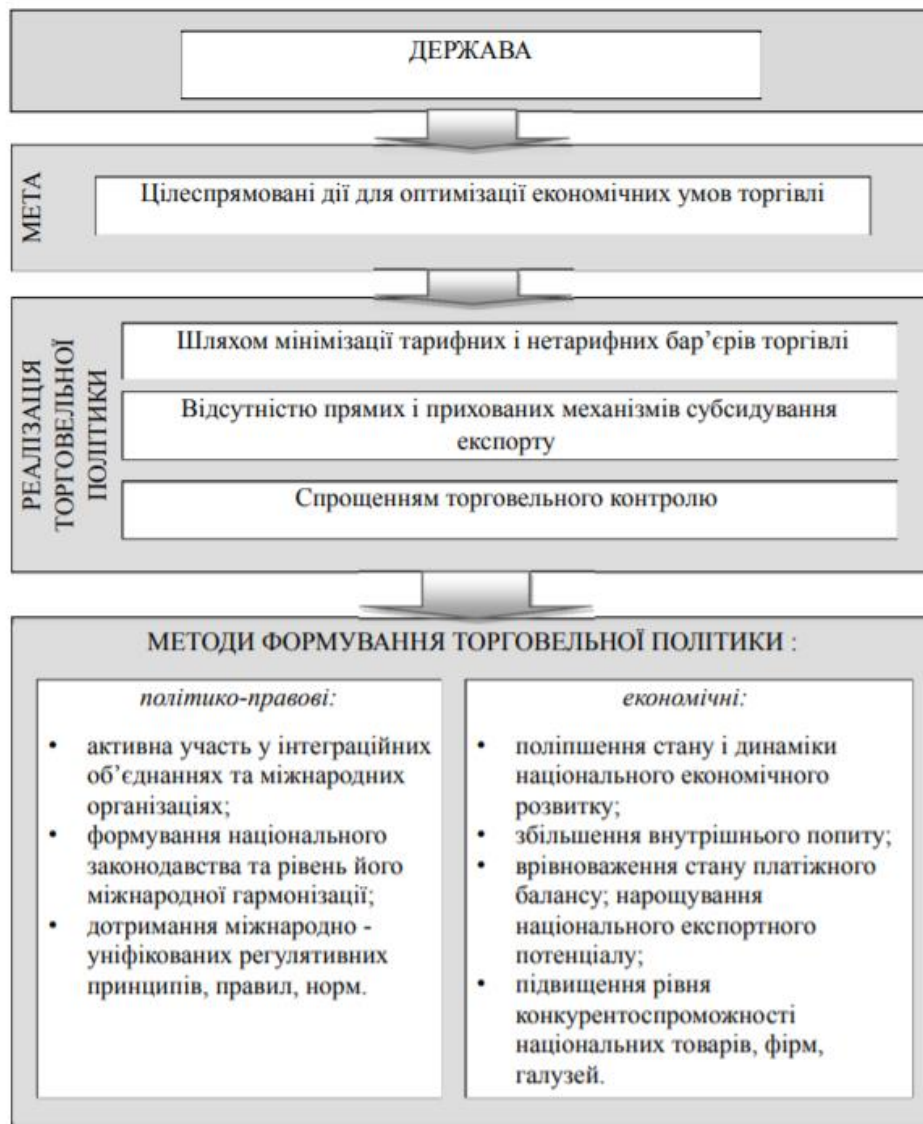 ДЕРЖАВА
МЕТА
Цілеспрямовані дії для оптимізації економічних умов торгівлі
РЕАЛІЗАЦІЯ
ТОРГОВЕЛЬНОЇ
ПОЛІТИКИ
Шляхом мінімізації тарифних і нетарифних бар’єрів торгівлі
Відсутністю прямих і прихованих механізмів субсидування
експорту
Спрощенням торговельного контролю
МЕТОДИ ФОРМУВАННЯ ТОРГОВЕЛЬНОЇ ПОЛІТИКИ :
політико-правові:
• активна участь у інтеграційних
об’єднаннях та міжнародних
організаціях;
• формування національного
законодавства та рівень його
міжнародної гармонізації;
• дотримання міжнародно -
уніфікованих регулятивних
принципів, правил, норм.
економічні:
• поліпшення стану і динаміки
національного економічного
розвитку;
• збільшення внутрішнього попиту;
• врівноваження стану платіжного
балансу; нарощування
національного експортного
потенціалу;
• підвищення рівня
конкурентоспроможності
національних товарів, фірм,
галузей.